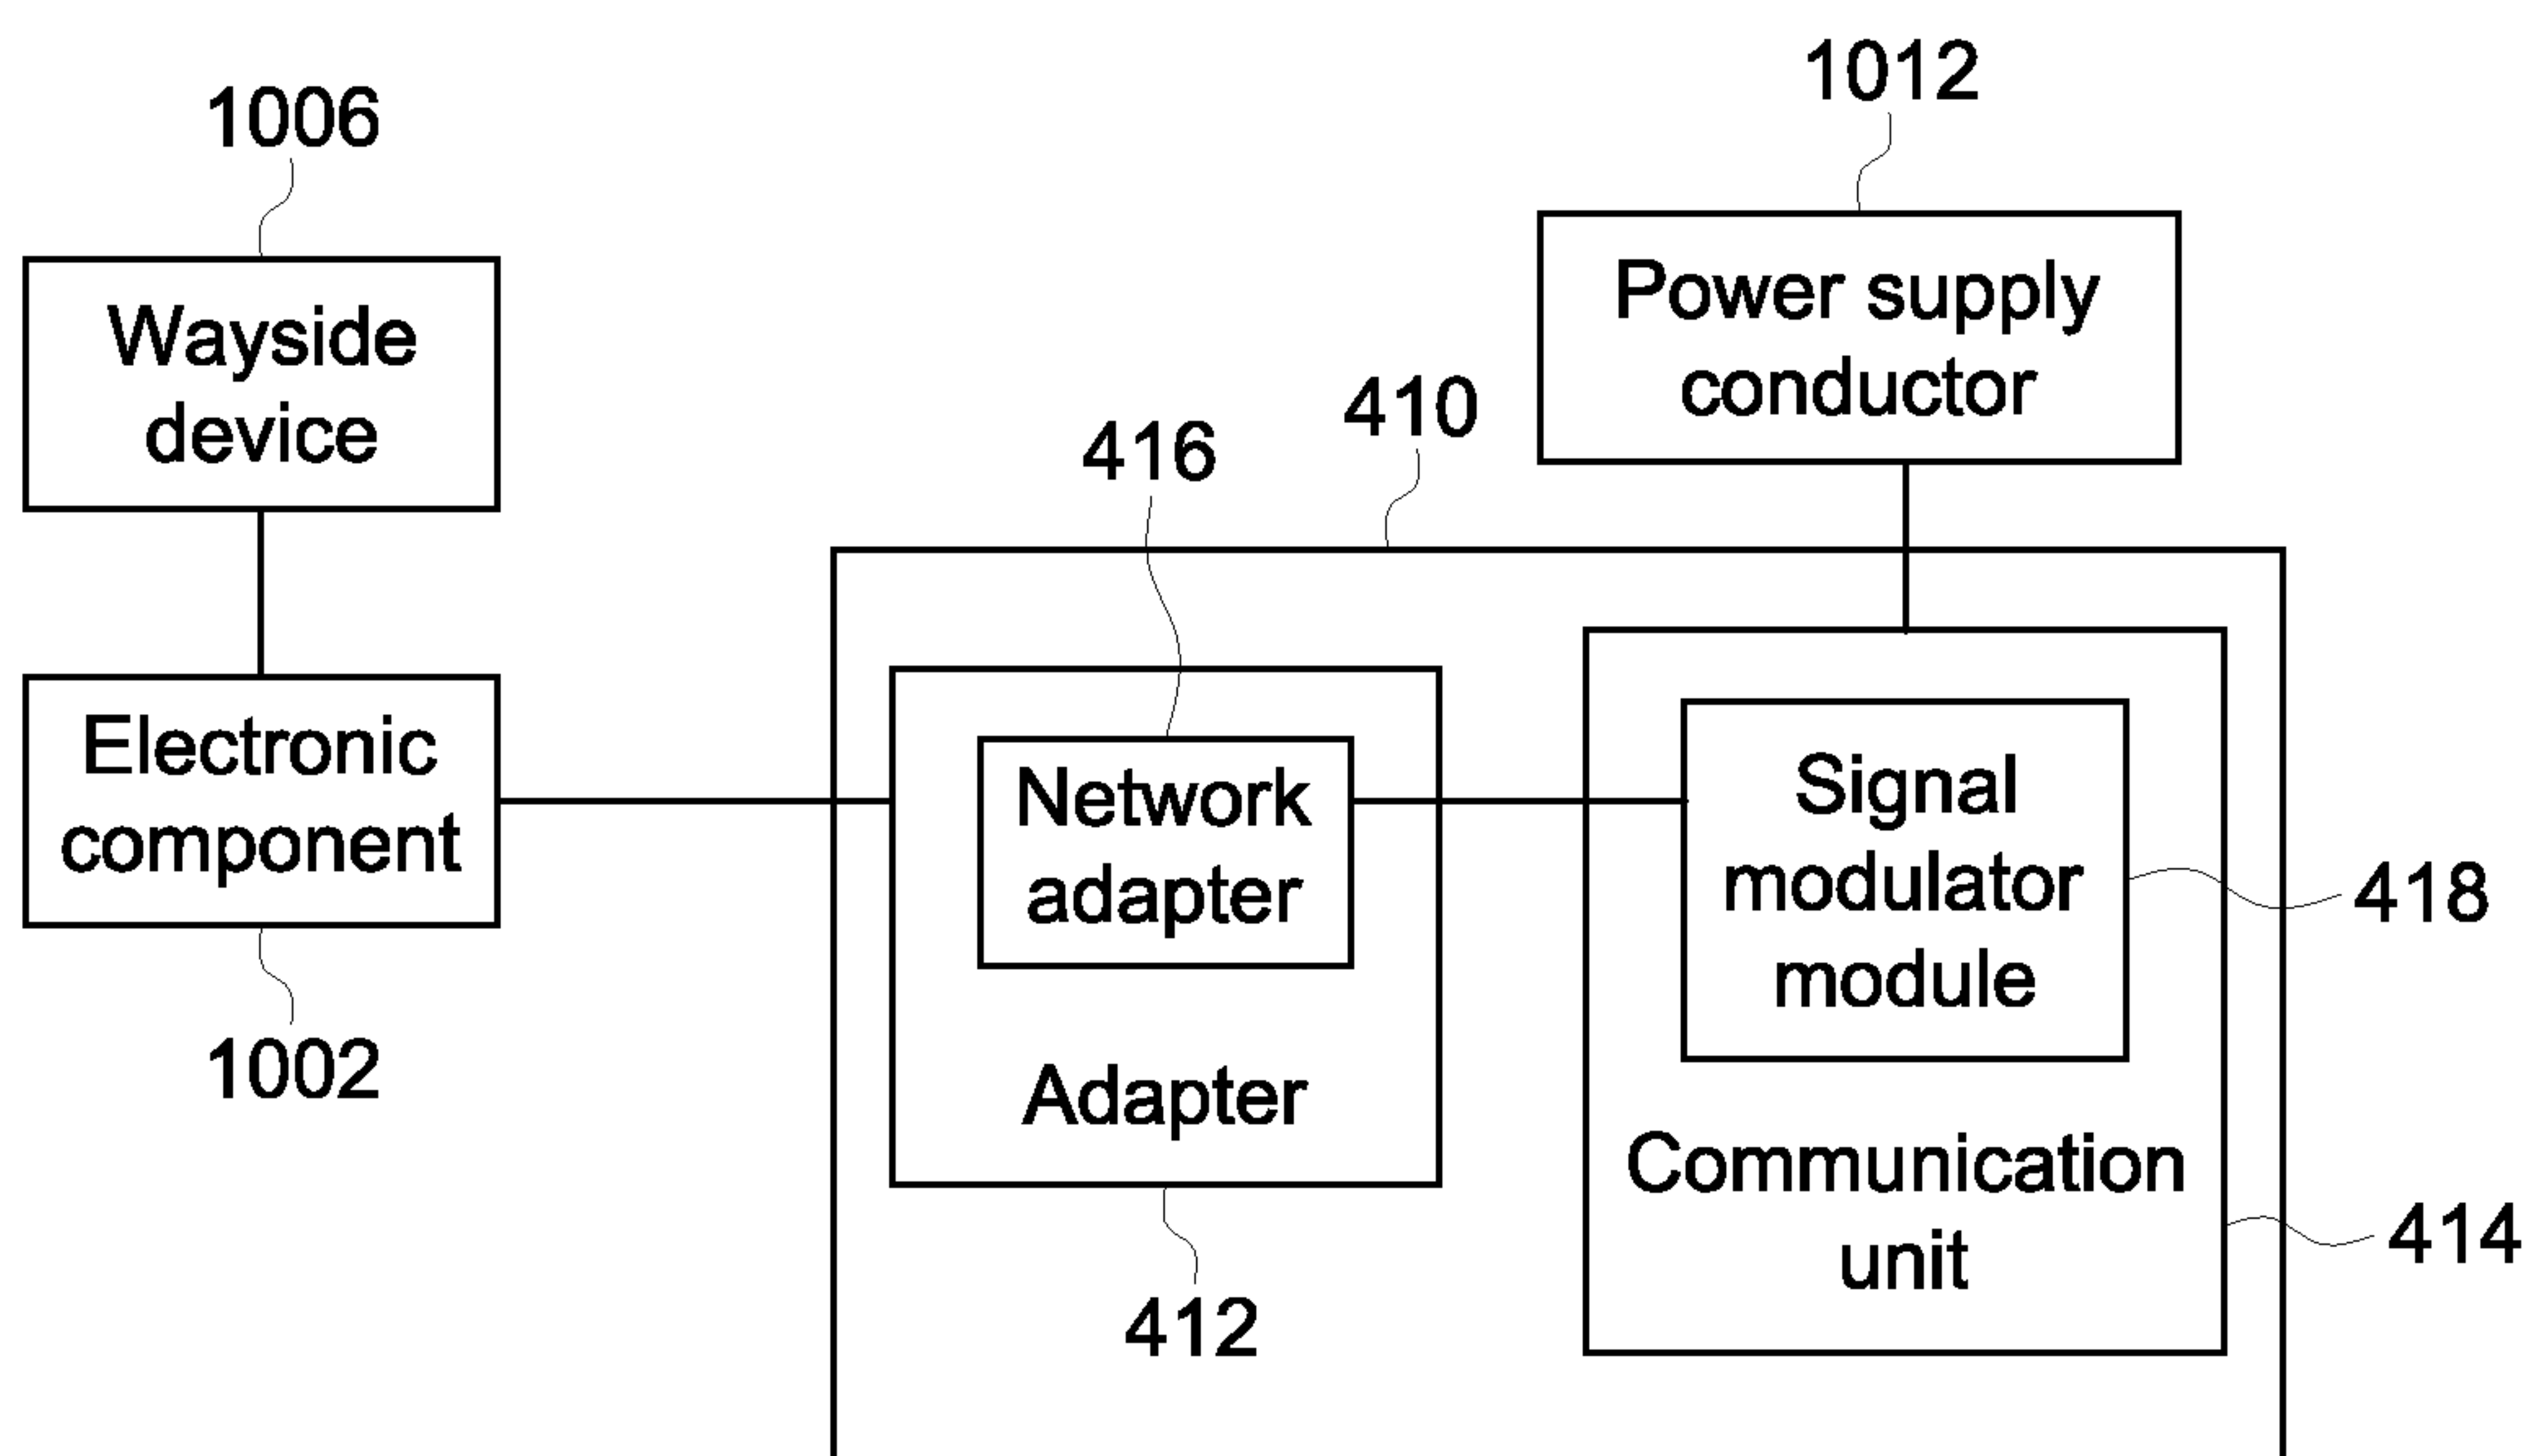 1012
1006
Power supply
conductor
Wayside
device
410
416
Electronic
component
Network
adapter
Signal
modulator
module
418
1002
Adapter
Communication
unit
414
412